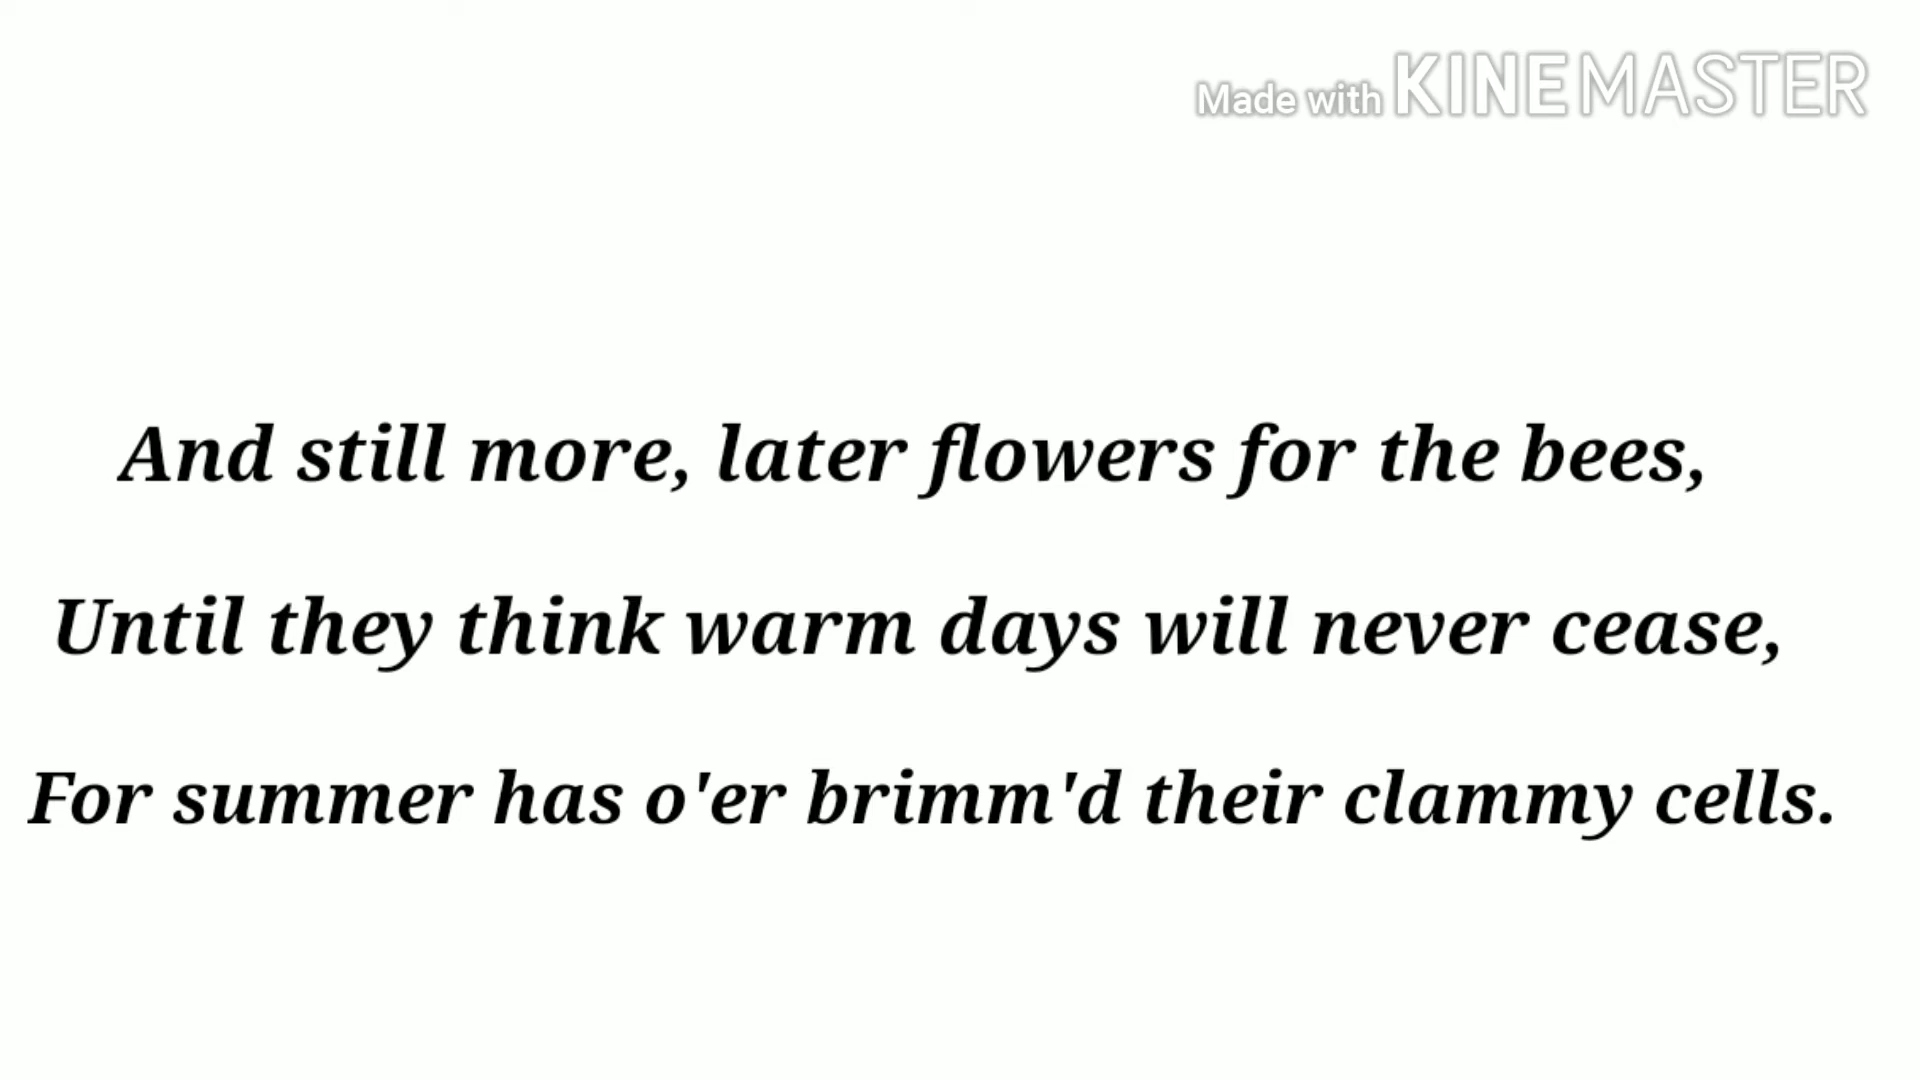 Made with KINEMASTER
And still more, later flowers for the bees,
Until they think warm days will never cease,
For summer has o'er brimm'd their clammy cells.